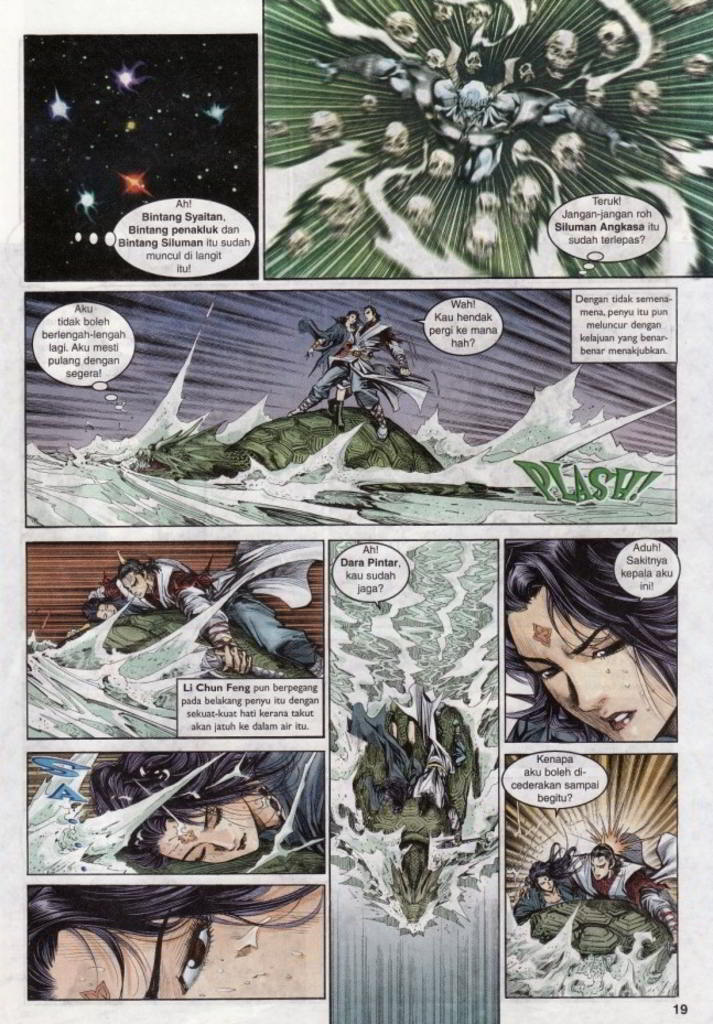 Ah!
Bintang Syaitan,
Bintang penakluk dan
Bintang Siluman itu sudah
muncul di langit
itu!
Teruk!
Jangan-jangan roh
Siluman Angkasa itu
sudah terlepas?
Aku
tidak boleh
berlengah-lengah
lagi. Aku mesti
pulang dengan
segera!
Wah!
Kau hendak
pergi ke mana
hah?
Dengan tidak semena-
mena, penyu itu pun
meluncur dengan
kelajuan yang benar-
benar menakjubkan.
PLASH!
Li Chun Feng pun berpegang
pada belakang penyu itu dengan
sekuat-kuat hati kerana takut
akan jatuh ke dalam air itu.
Ah!
Dara Pintar,
kau sudah
jaga?
Aduh!
Sakitnya
kepala aku
ini!
Kenapa
aku boleh di-
cederakan sampai
begitu?
19